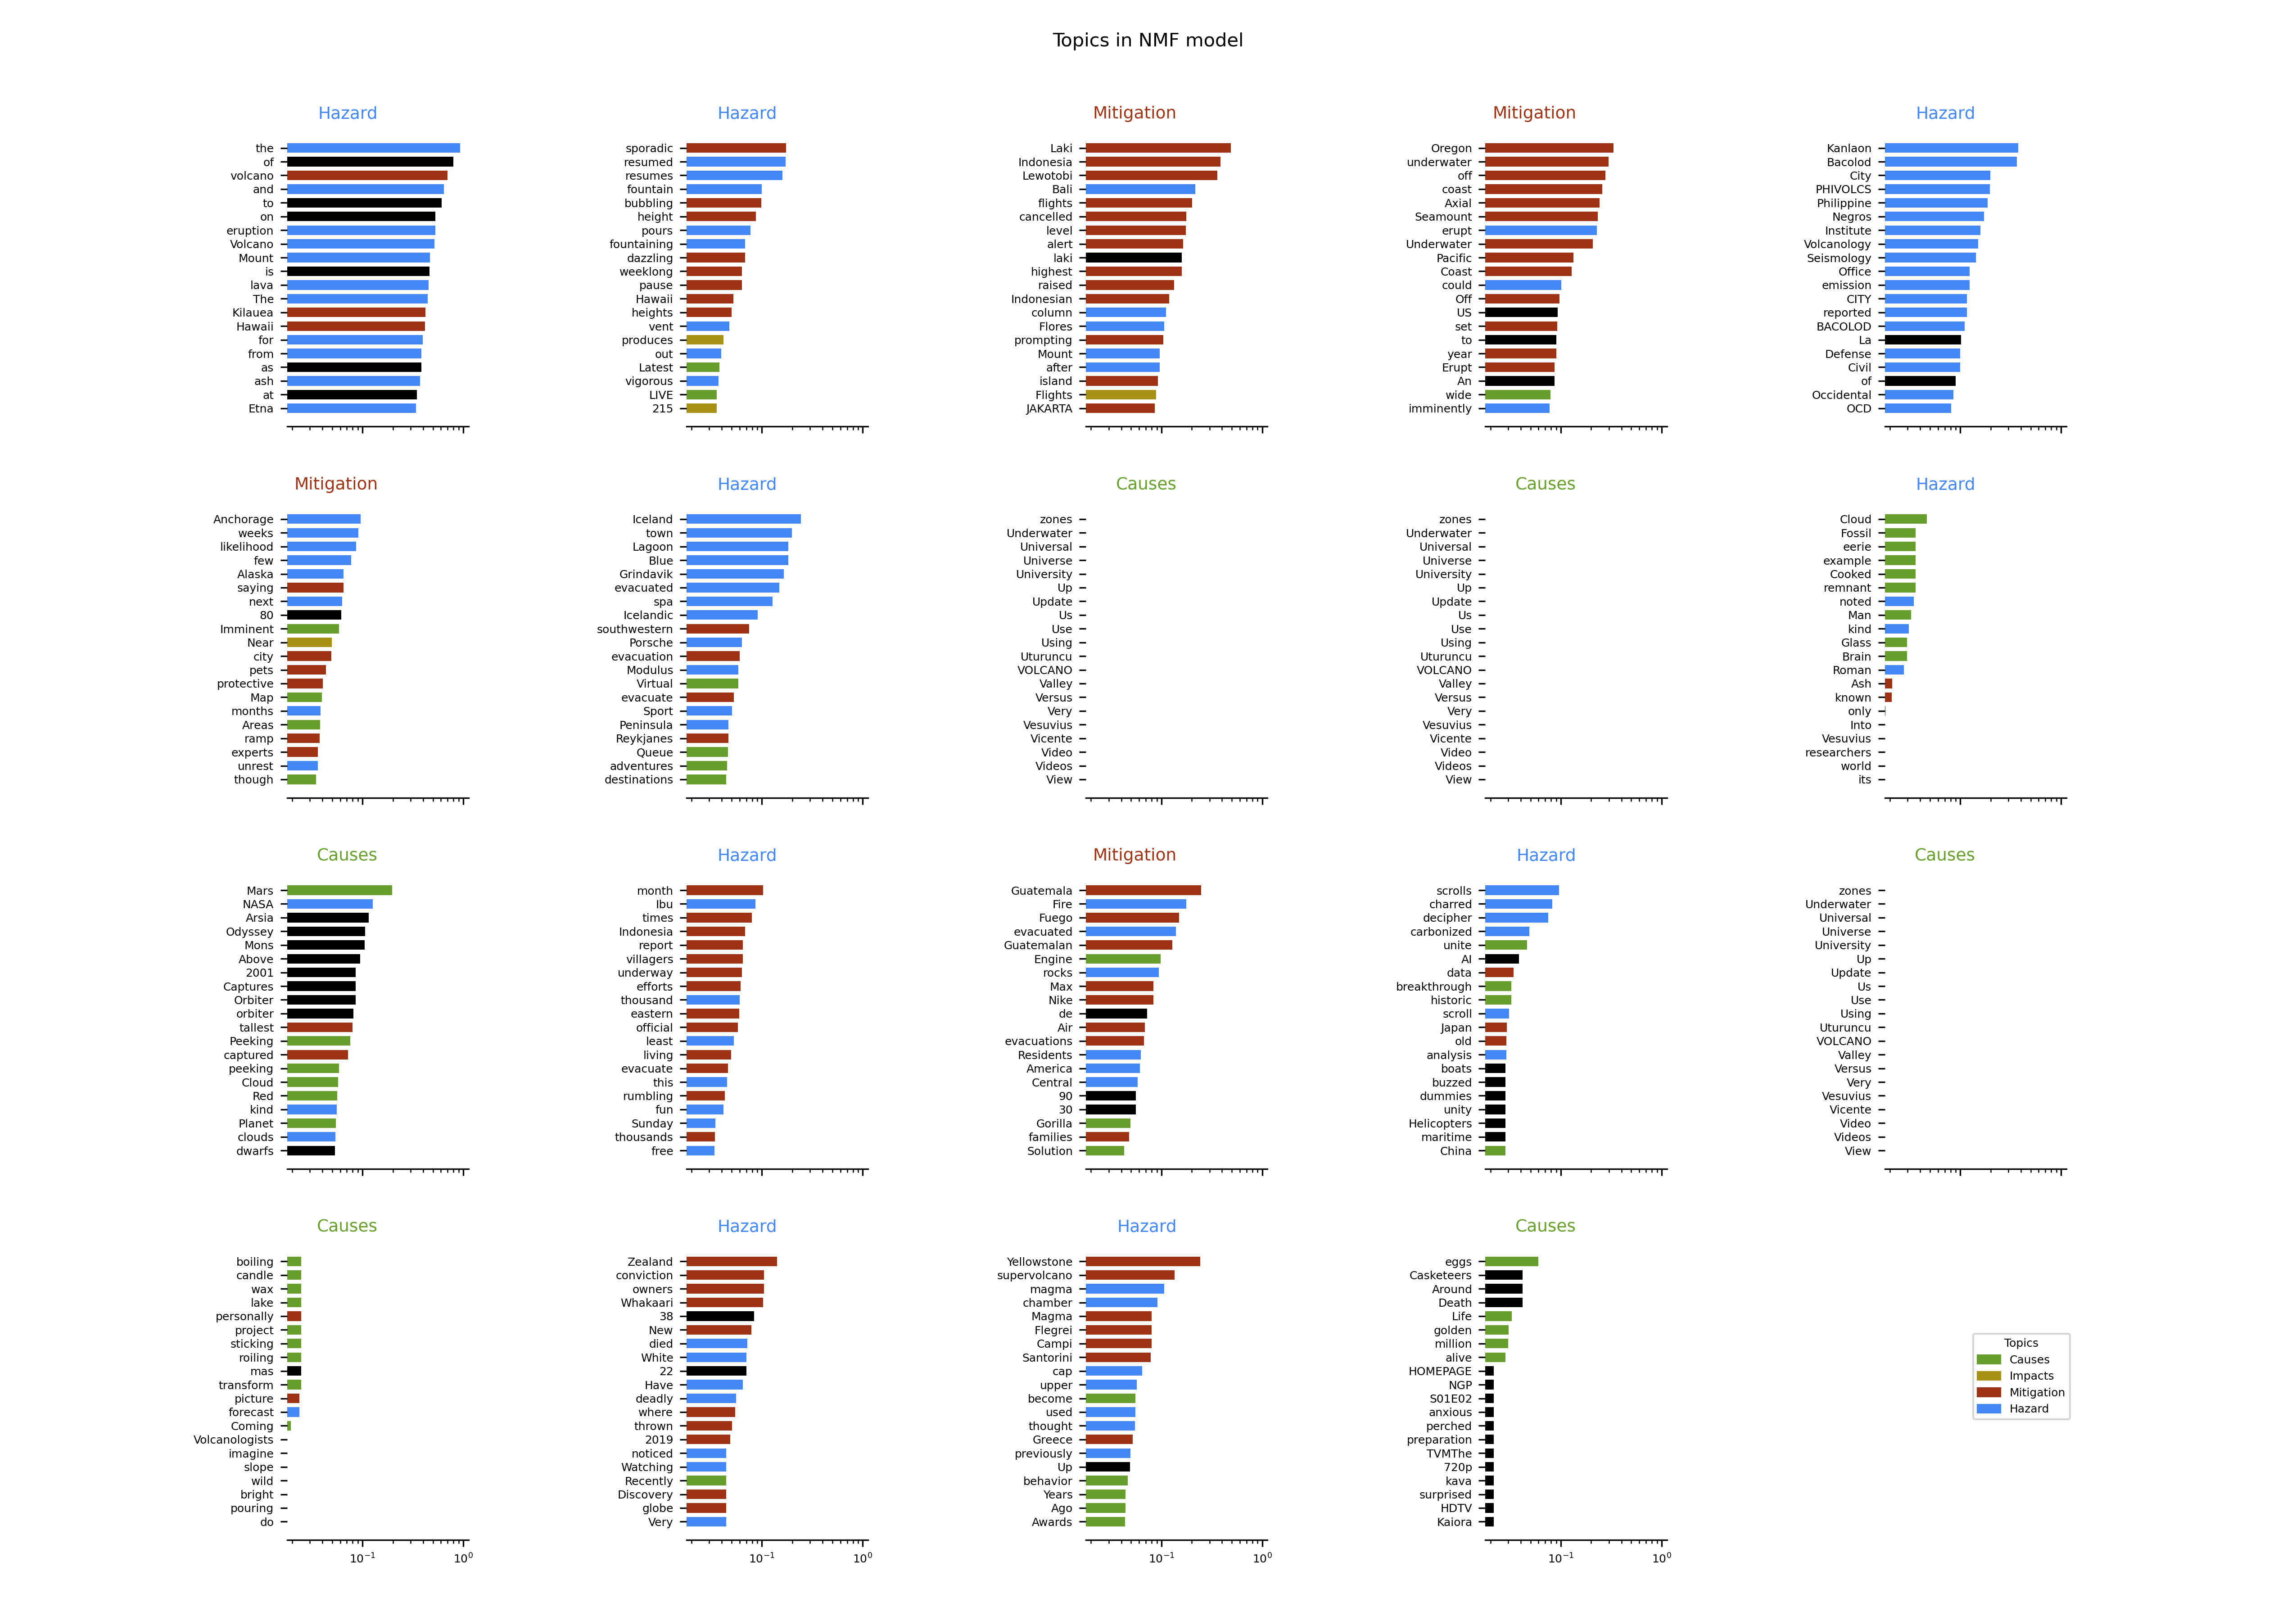 Topics in NMF model
Hazard
the
of
volcano
and
to
on
eruption
Volcano
Mount
is
lava
The
Kilauea
Hawaii
for
from
as
ash
at
Etna
Hazard
sporadic
resumed
resumes
fountain
bubbling
height
pours
fountaining
dazzling
weeklong
pause
Hawaii
heights
vent
produces
out
Latest
vigorous
LIVE
215
Mitigation
Laki
Indonesia
Lewotobi
Bali
flights
cancelled
level
alert
laki
highest
raised
Indonesian
column
Flores
prompting
Mount
after
island
Flights
JAKARTA
Mitigation
Oregon
underwater
off
coast
Axial
Seamount
erupt
Underwater
Pacific
Coast
could
Off
US
set
to
year
Erupt
An
wide
imminently
Hazard
Kanlaon
Bacolod
City
PHIVOLCS
Philippine
Negros
Institute
Volcanology
Seismology
Office
emission
CITY
reported
BACOLOD
La
Defense
Civil
of
Occidental
OCD
Mitigation
Anchorage
weeks
likelihood
few
Alaska
saying
next
80
Imminent
Near
city
pets
protective
Map
months
Areas
ramp
experts
unrest
though
Hazard
Iceland
town
Lagoon
Blue
Grindavik
evacuated
spa
Icelandic
southwestern
Porsche
evacuation
Modulus
Virtual
evacuate
Sport
Peninsula
Reykjanes
Queue
adventures
destinations
Causes
zones
Underwater
Universal
Universe
University
Up
Update
Us
Use
Using
Uturuncu
VOLCANO
Valley
Versus
Very
Vesuvius
Vicente
Video
Videos
View
Causes
zones
Underwater
Universal
Universe
University
Up
Update
Us
Use
Using
Uturuncu
VOLCANO
Valley
Versus
Very
Vesuvius
Vicente
Video
Videos
View
Hazard
Cloud
Fossil
eerie
example
Cooked
remnant
noted
Man
kind
Glass
Brain
Roman
Ash
known
only
Into
Vesuvius
researchers
world
its
Causes
Mars
NASA
Arsia
Odyssey
Mons
Above
2001
Captures
Orbiter
orbiter
tallest
Peeking
captured
peeking
Cloud
Red
kind
Planet
clouds
dwarfs
Hazard
month
Ibu
times
Indonesia
report
villagers
underway
efforts
thousand
eastern
official
least
living
evacuate
this
rumbling
fun
Sunday
thousands
free
Mitigation
Guatemala
Fire
Fuego
evacuated
Guatemalan
Engine
rocks
Max
Nike
de
Air
evacuations
Residents
America
Central
90
30
Gorilla
families
Solution
Hazard
scrolls
charred
decipher
carbonized
unite
AI
data
breakthrough
historic
scroll
Japan
old
analysis
boats
buzzed
dummies
unity
Helicopters
maritime
China
Causes
zones
Underwater
Universal
Universe
University
Up
Update
Us
Use
Using
Uturuncu
VOLCANO
Valley
Versus
Very
Vesuvius
Vicente
Video
Videos
View
Causes
boiling
candle
wax
lake
personally
project
sticking
roiling
mas
transform
picture
forecast
Coming
Volcanologists
imagine
slope
wild
bright
pouring
do
10⁻¹ 10⁰
Hazard
Zealand
conviction
owners
Whakaari
38
New
died
White
22
Have
deadly
where
thrown
2019
noticed
Watching
Recently
Discovery
globe
Very
10⁻¹ 10⁰
Hazard
Yellowstone
supervolcano
magma
chamber
Magma
Flegrei
Campi
Santorini
cap
upper
become
used
thought
Greece
previously
Up
behavior
Years
Ago
Awards
10⁻¹ 10⁰
Causes
eggs
Casketeers
Around
Death
Life
golden
million
alive
HOMEPAGE
NGP
S01E02
anxious
perched
preparation
TVMThe
720p
kava
surprised
HDTV
Kaiora
10⁻¹ 10⁰
Topics
Causes
Impacts
Mitigation
Hazard